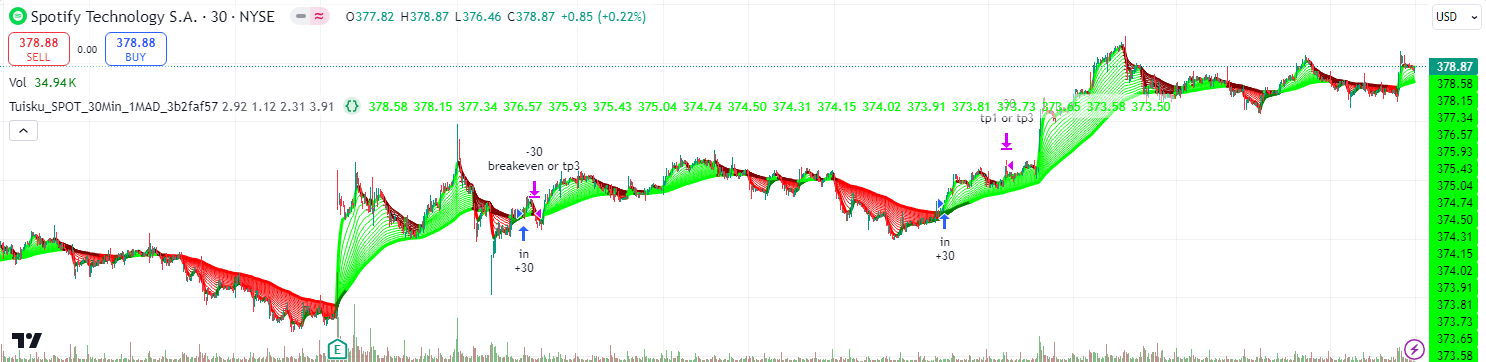 Spotify Technology S.A. · 30 · NYSE O377.82 H378.87 L376.46 C378.87 +0.85 (+0.22%)
USD
378.88 SELL 0.00 378.88 BUY
Vol 34.94K
Tuisku_SPOT_30Min_1MAD_3b2faf57 2.92 1.12 2.31 3.91 378.58 378.15 377.34 376.57 375.93 375.43 375.04 374.74 374.50 374.31 374.15 374.02 373.91 373.81 373.73 373.65 373.58 373.50
tp1 or tp3
-30
breakeven or tp3
in
+30
in
+30
E
378.87
378.58
378.15
377.34
376.57
375.93
375.43
375.04
374.74
374.50
374.31
374.15
374.02
373.91
373.81
373.73
373.65
373.58